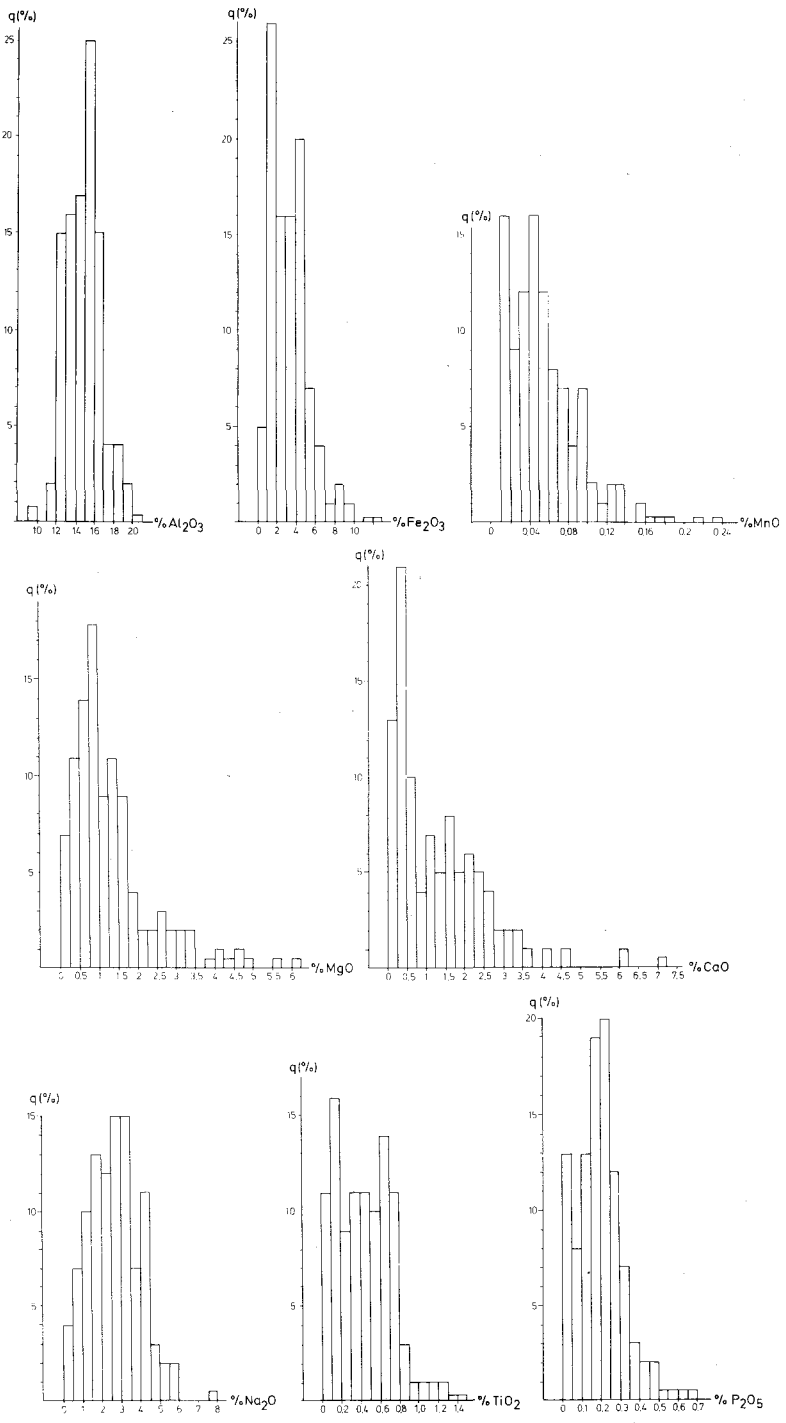 q(%)
25
20
15
10
5
10 12 14 16 18 20
%Al2O3
q(%)
25
20
15
10
5
0 2 4 6 8 10
%Fe2O3
q(%)
15
10
5
0 0,04 0,08 0,12 0,16 0,2 0,24
%MnO
q(%)
15
10
5
0 0,5 1 1,5 2 2,5 3 3,5 4 4,5 5 5,5 6
%MgO
q(%)
20
15
10
5
0 0,5 1 1,5 2 2,5 3 3,5 4 4,5 5 5,5 6 6,5 7 7,5
%CaO
q(%)
15
10
5
0 1 2 3 4 5 6 7 8
%Na2O
q(%)
15
10
5
0 0,2 0,4 0,6 0,8 1,0 1,2 1,4
%TiO2
q(%)
20
15
10
5
0 0,1 0,2 0,3 0,4 0,5 0,6 0,7
%P2O5